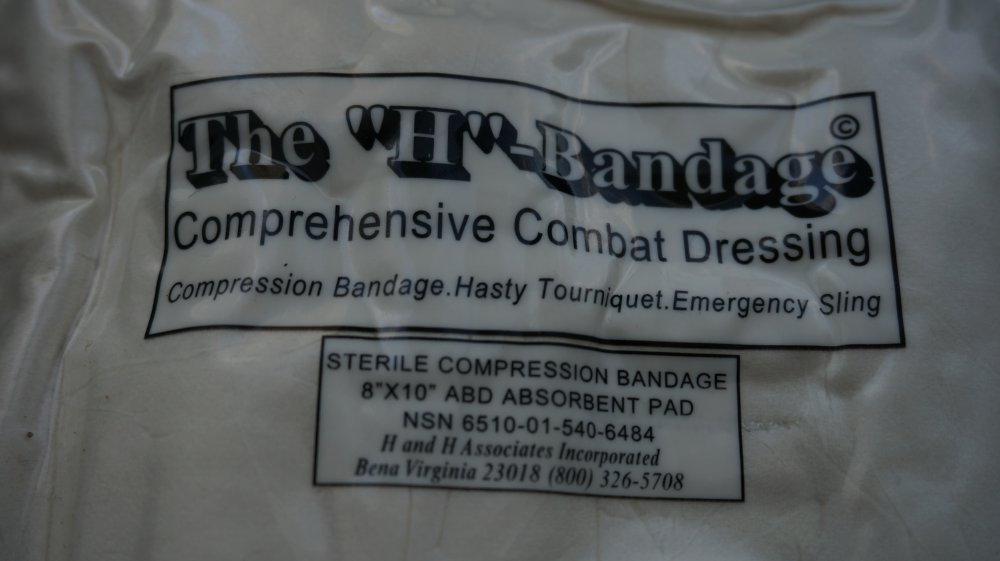 The "H"-Bandage©
Comprehensive Combat Dressing
Compression Bandage.Hasty Tourniquet.Emergency Sling
STERILE COMPRESSION BANDAGE
8"X10" ABD ABSORBENT PAD
NSN 6510-01-540-6484
H and H Associates Incorporated
Bena Virginia 23018 (800) 326-5708